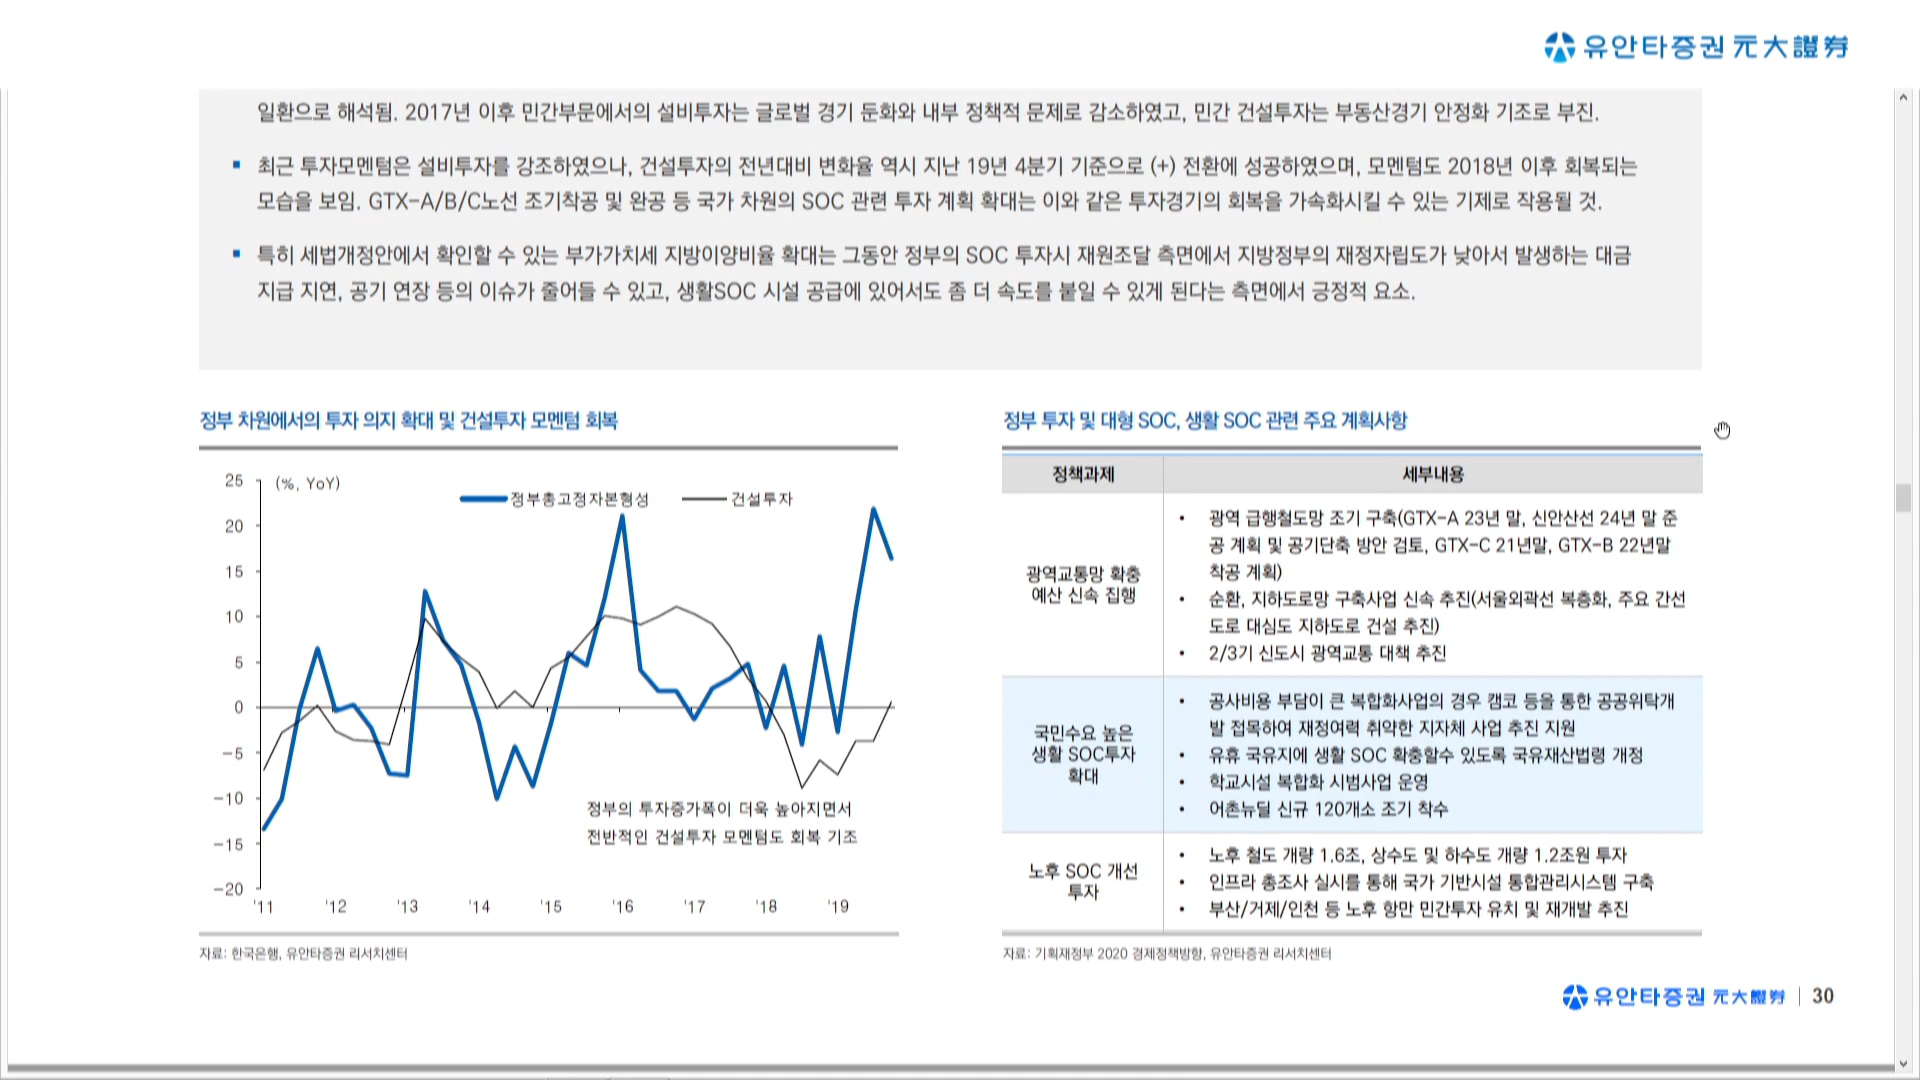 유안타증권 元大證券
일환으로 해석됨. 2017년 이후 민간부문에서의 설비투자는 글로벌 경기 둔화와 내부 정책적 문제로 감소하였고, 민간 건설투자는 부동산경기 안정화 기조로 부진.
▪ 최근 투자모멘텀은 설비투자를 강조하였으나, 건설투자의 전년대비 변화율 역시 지난 19년 4분기 기준으로 (+) 전환에 성공하였으며, 모멘텀도 2018년 이후 회복되는
모습을 보임. GTX-A/B/C노선 조기착공 및 완공 등 국가 차원의 SOC 관련 투자 계획 확대는 이와 같은 투자경기의 회복을 가속화시킬 수 있는 기제로 작용될 것.
▪ 특히 세법개정안에서 확인할 수 있는 부가가치세 지방이양비율 확대는 그동안 정부의 SOC 투자시 재원조달 측면에서 지방정부의 재정자립도가 낮아서 발생하는 대금
지급 지연, 공기 연장 등의 이슈가 줄어들 수 있고, 생활SOC 시설 공급에 있어서도 좀 더 속도를 붙일 수 있게 된다는 측면에서 긍정적 요소.
정부 차원에서의 투자 의지 확대 및 건설투자 모멘텀 회복
(%, YoY)
정부총고정자본형성
건설투자
25
20
15
10
5
0
-5
-10
-15
-20
정부의 투자증가폭이 더욱 높아지면서
전반적인 건설투자 모멘텀도 회복 기조
'11 '12 '13 '14 '15 '16 '17 '18 '19
자료: 한국은행, 유안타증권 리서치센터
정부 투자 및 대형 SOC, 생활 SOC 관련 주요 계획사항
정책과제
세부내용
광역교통망 확충
예산 신속 집행
• 광역 급행철도망 조기 구축(GTX-A 23년 말, 신안산선 24년 말 준
공 계획 및 공기단축 방안 검토, GTX-C 21년말, GTX-B 22년말
착공 계획)
• 순환, 지하도로망 구축사업 신속 추진(서울외곽선 복층화, 주요 간선
도로 대심도 지하도로 건설 추진)
• 2/3기 신도시 광역교통 대책 추진
국민수요 높은
생활 SOC투자
확대
• 공사비용 부담이 큰 복합화사업의 경우 캠코 등을 통한 공공위탁개
발 접목하여 재정여력 취약한 지자체 사업 추진 지원
• 유휴 국유지에 생활 SOC 확충할수 있도록 국유재산법령 개정
• 학교시설 복합화 시범사업 운영
• 어촌뉴딜 신규 120개소 조기 착수
노후 SOC 개선
투자
• 노후 철도 개량 1.6조, 상수도 및 하수도 개량 1.2조원 투자
• 인프라 총조사 실시를 통해 국가 기반시설 통합관리시스템 구축
• 부산/거제/인천 등 노후 항만 민간투자 유치 및 재개발 추진
자료: 기획재정부 2020 경제정책방향, 유안타증권 리서치센터
유안타증권 元大證券 | 30